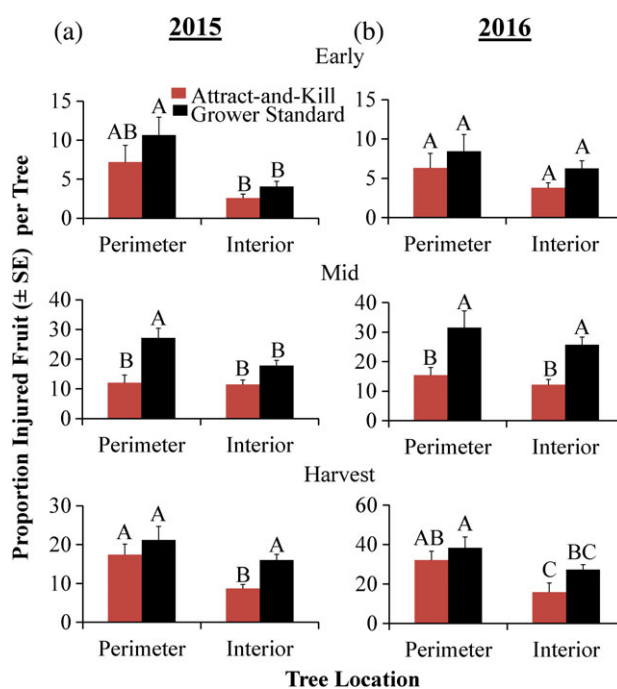 (a) 2015 (b) 2016
Early
Attract-and-Kill
Grower Standard
Proportion Injured Fruit (± SE) per Tree
15
10
5
0
AB A B B
Perimeter Interior
15
10
5
0
A A A A
Perimeter Interior
Mid
40
30
20
10
0
B A B B
Perimeter Interior
40
30
20
10
0
B A B A
Perimeter Interior
Harvest
30
20
10
0
A A B A
Perimeter Interior
60
40
20
0
AB A C BC
Perimeter Interior
Tree Location